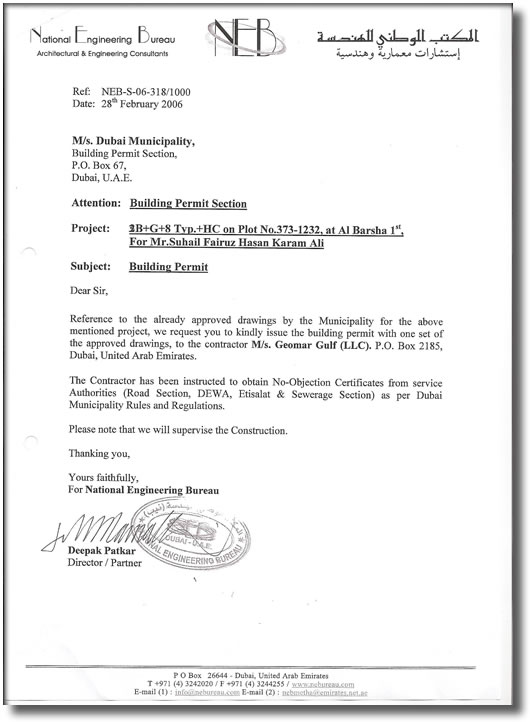 National Engineering Bureau
Architectural & Engineering Consultants
NEB
المكتب الوطني للهندسة
إستشارات معمارية وهندسية
Ref: NEB-S-06-318/1000
Date: 28th February 2006
M/s. Dubai Municipality,
Building Permit Section,
P.O. Box 67,
Dubai, U.A.E.
Attention: Building Permit Section
Project: 2B+G+8 Typ.+HC on Plot No.373-1232, at Al Barsha 1st,
For Mr.Suhail Fairuz Hasan Karam Ali
Subject: Building Permit
Dear Sir,
Reference to the already approved drawings by the Municipality for the above
mentioned project, we request you to kindly issue the building permit with one set of
the approved drawings, to the contractor M/s. Geomar Gulf (LLC). P.O. Box 2185,
Dubai, United Arab Emirates.
The Contractor has been instructed to obtain No-Objection Certificates from service
Authorities (Road Section, DEWA, Etisalat & Sewerage Section) as per Dubai
Municipality Rules and Regulations.
Please note that we will supervise the Construction.
Thanking you,
Yours faithfully,
For National Engineering Bureau
NEB
DUBAI - U.A.E.
NATIONAL ENGINEERING BUREAU
Deepak Patkar
Director / Partner
P O Box 26644 - Dubai, United Arab Emirates
T +971 (4) 3242020 / F +971 (4) 3244255 / www.nebureau.com
E-mail (1) : info@nebureau.com E-mail (2) : nebmotha@emirates.net.ae